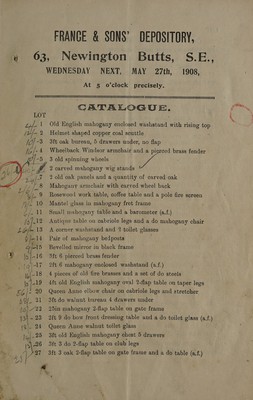 FRANCE & SONS' DEPOSITORY,
63, Newington Butts, S.E.,
WEDNESDAY NEXT, MAY 27th, 1908,
At 5 o'clock precisely.
CATALOGUE.
LOT
1 Old English mahogany enclosed washstand with rising top
2 Helmet shaped copper coal scuttle
3 3ft oak bureau, 5 drawers under, no flap
4 Wheelback Windsor armchair and a pierced brass fender
5 3 old spinning wheels
6 2 carved mahogany wig stands
7 2 old oak panels and a quantity of carved oak
8 Mahogany armchair with carved wheel back
9 Rosewood work table, coffee table and a pole fire screen
10 Mantel glass in mahogany fret frame
11 Small mahogany table and a barometer (a.f.)
12 Antique table on cabriole legs and a do mahogany chair
13 A corner washstand and 2 toilet glasses
14 Pair of mahogany bedposts
15 Bevelled mirror in black frame
16 5ft 6 pierced brass fender
17 4ft 6 mahogany enclosed washstand (a.f.)
18 4 pieces of old fire brasses and a set of do stouts
19 4ft old English mahogany oval 2-flap table on taper legs
20 Queen Anne elbow chair on cabriole legs and stretcher
21 3ft do walnut bureau 4 drawers under
22 25in mahogany 2-flap table on gate frame
23 2ft 9 do bow front dressing table and a do toilet glass (a.f.)
24 Queen Anne walnut toilet glass
25 3ft old English mahogany chest 5 drawers
26 3ft 3 do 2-flap table on club legs
27 3ft 3 oak 2-flap table on gate frame and a do table (a.f.)